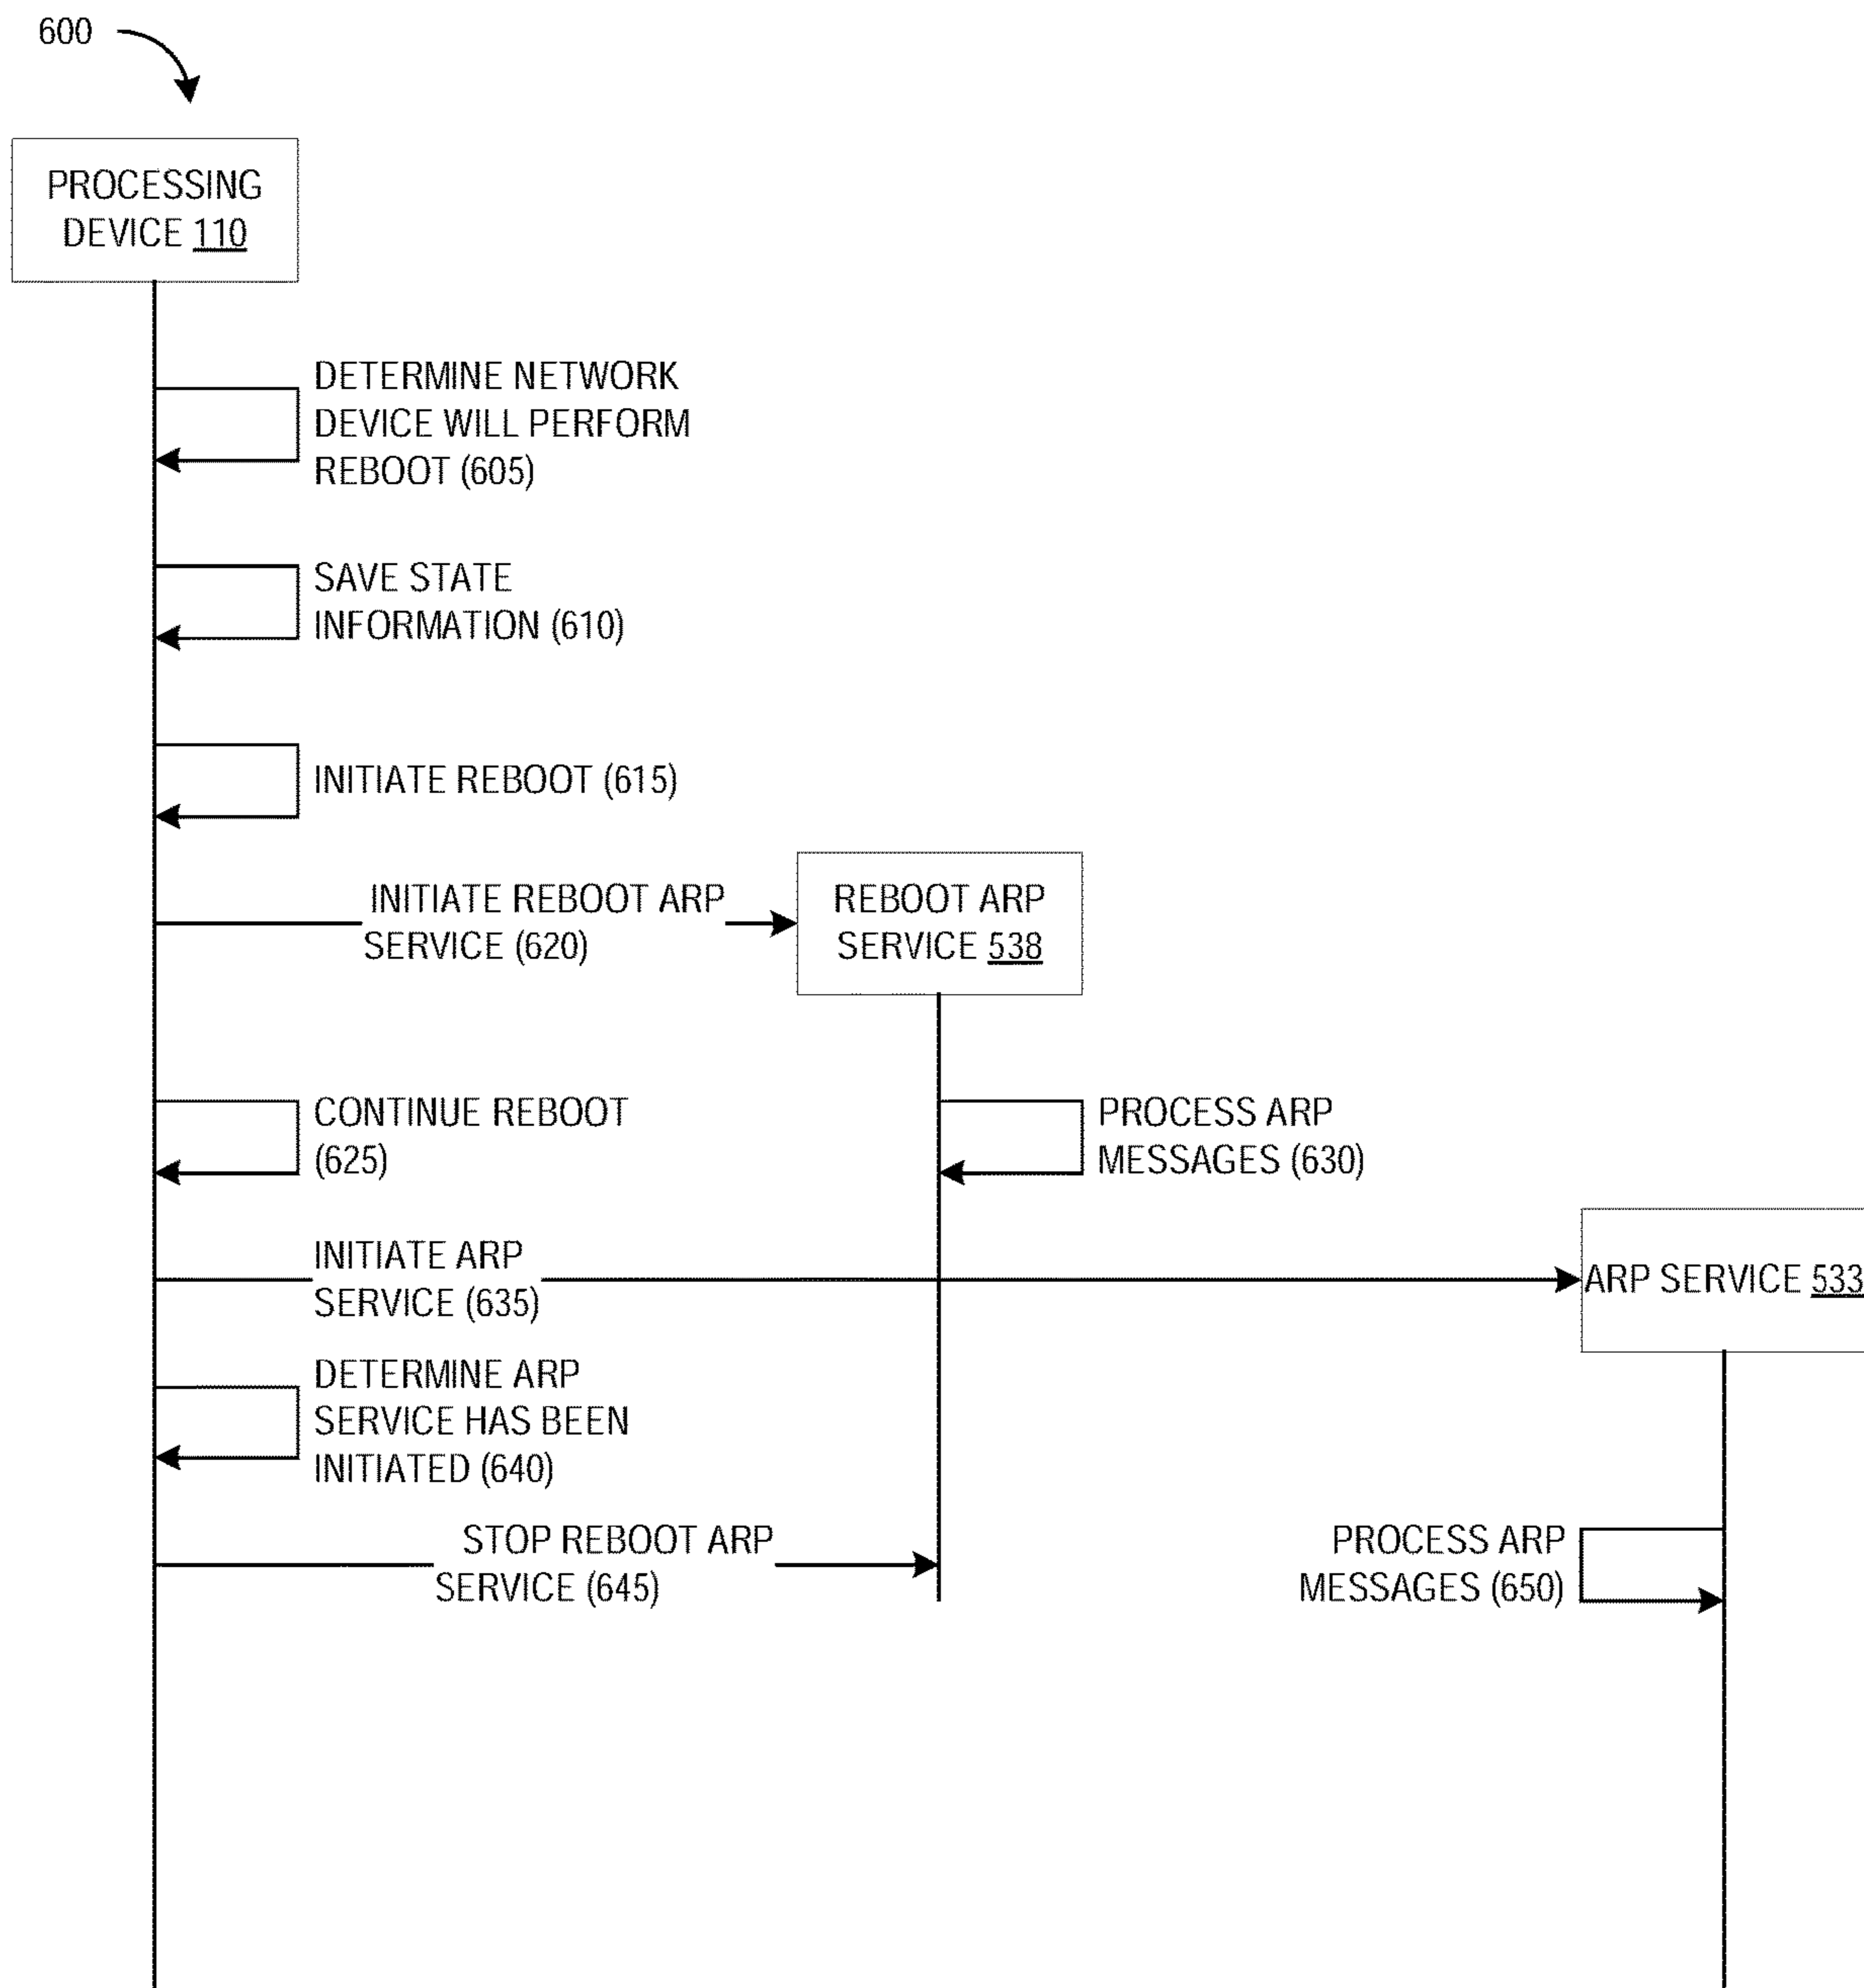 600
PROCESSING
DEVICE 110
DETERMINE NETWORK
DEVICE WILL PERFORM
REBOOT (605)
SAVE STATE
INFORMATION (610)
INITIATE REBOOT (615)
INITIATE REBOOT ARP
SERVICE (620)
REBOOT ARP
SERVICE 538
CONTINUE REBOOT
(625)
PROCESS ARP
MESSAGES (630)
INITIATE ARP
SERVICE (635)
ARP SERVICE 533
DETERMINE ARP
SERVICE HAS BEEN
INITIATED (640)
STOP REBOOT ARP
SERVICE (645)
PROCESS ARP
MESSAGES (650)